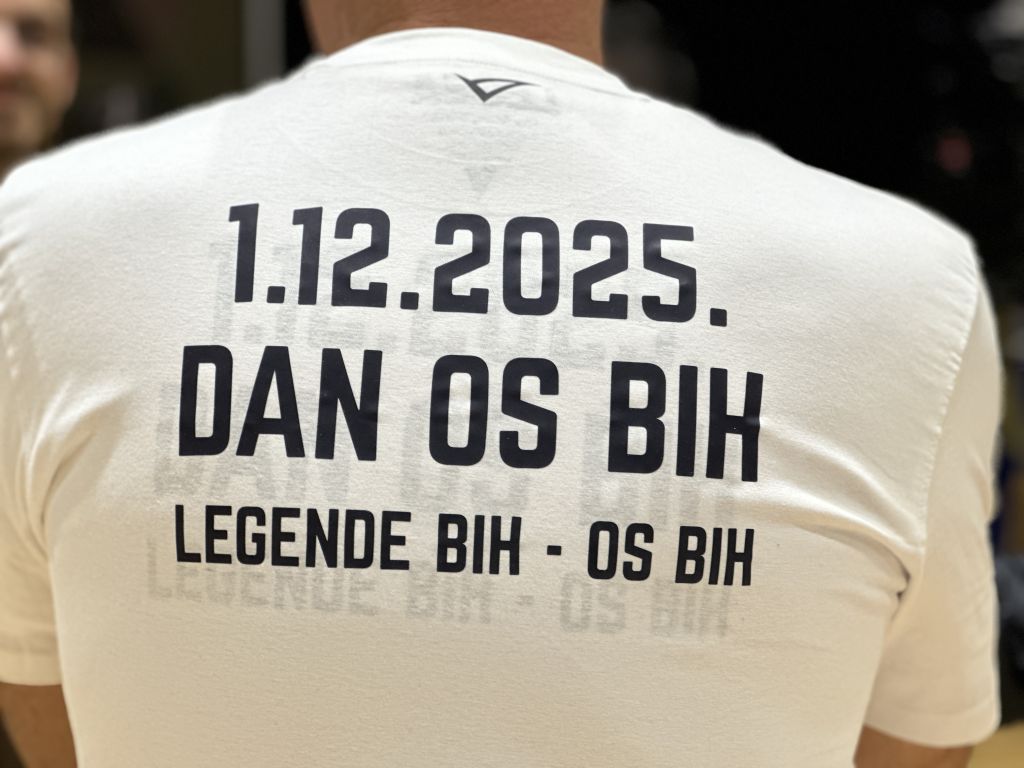 1.12.2025.
DAN OS BIH
LEGENDE BIH - OS BIH